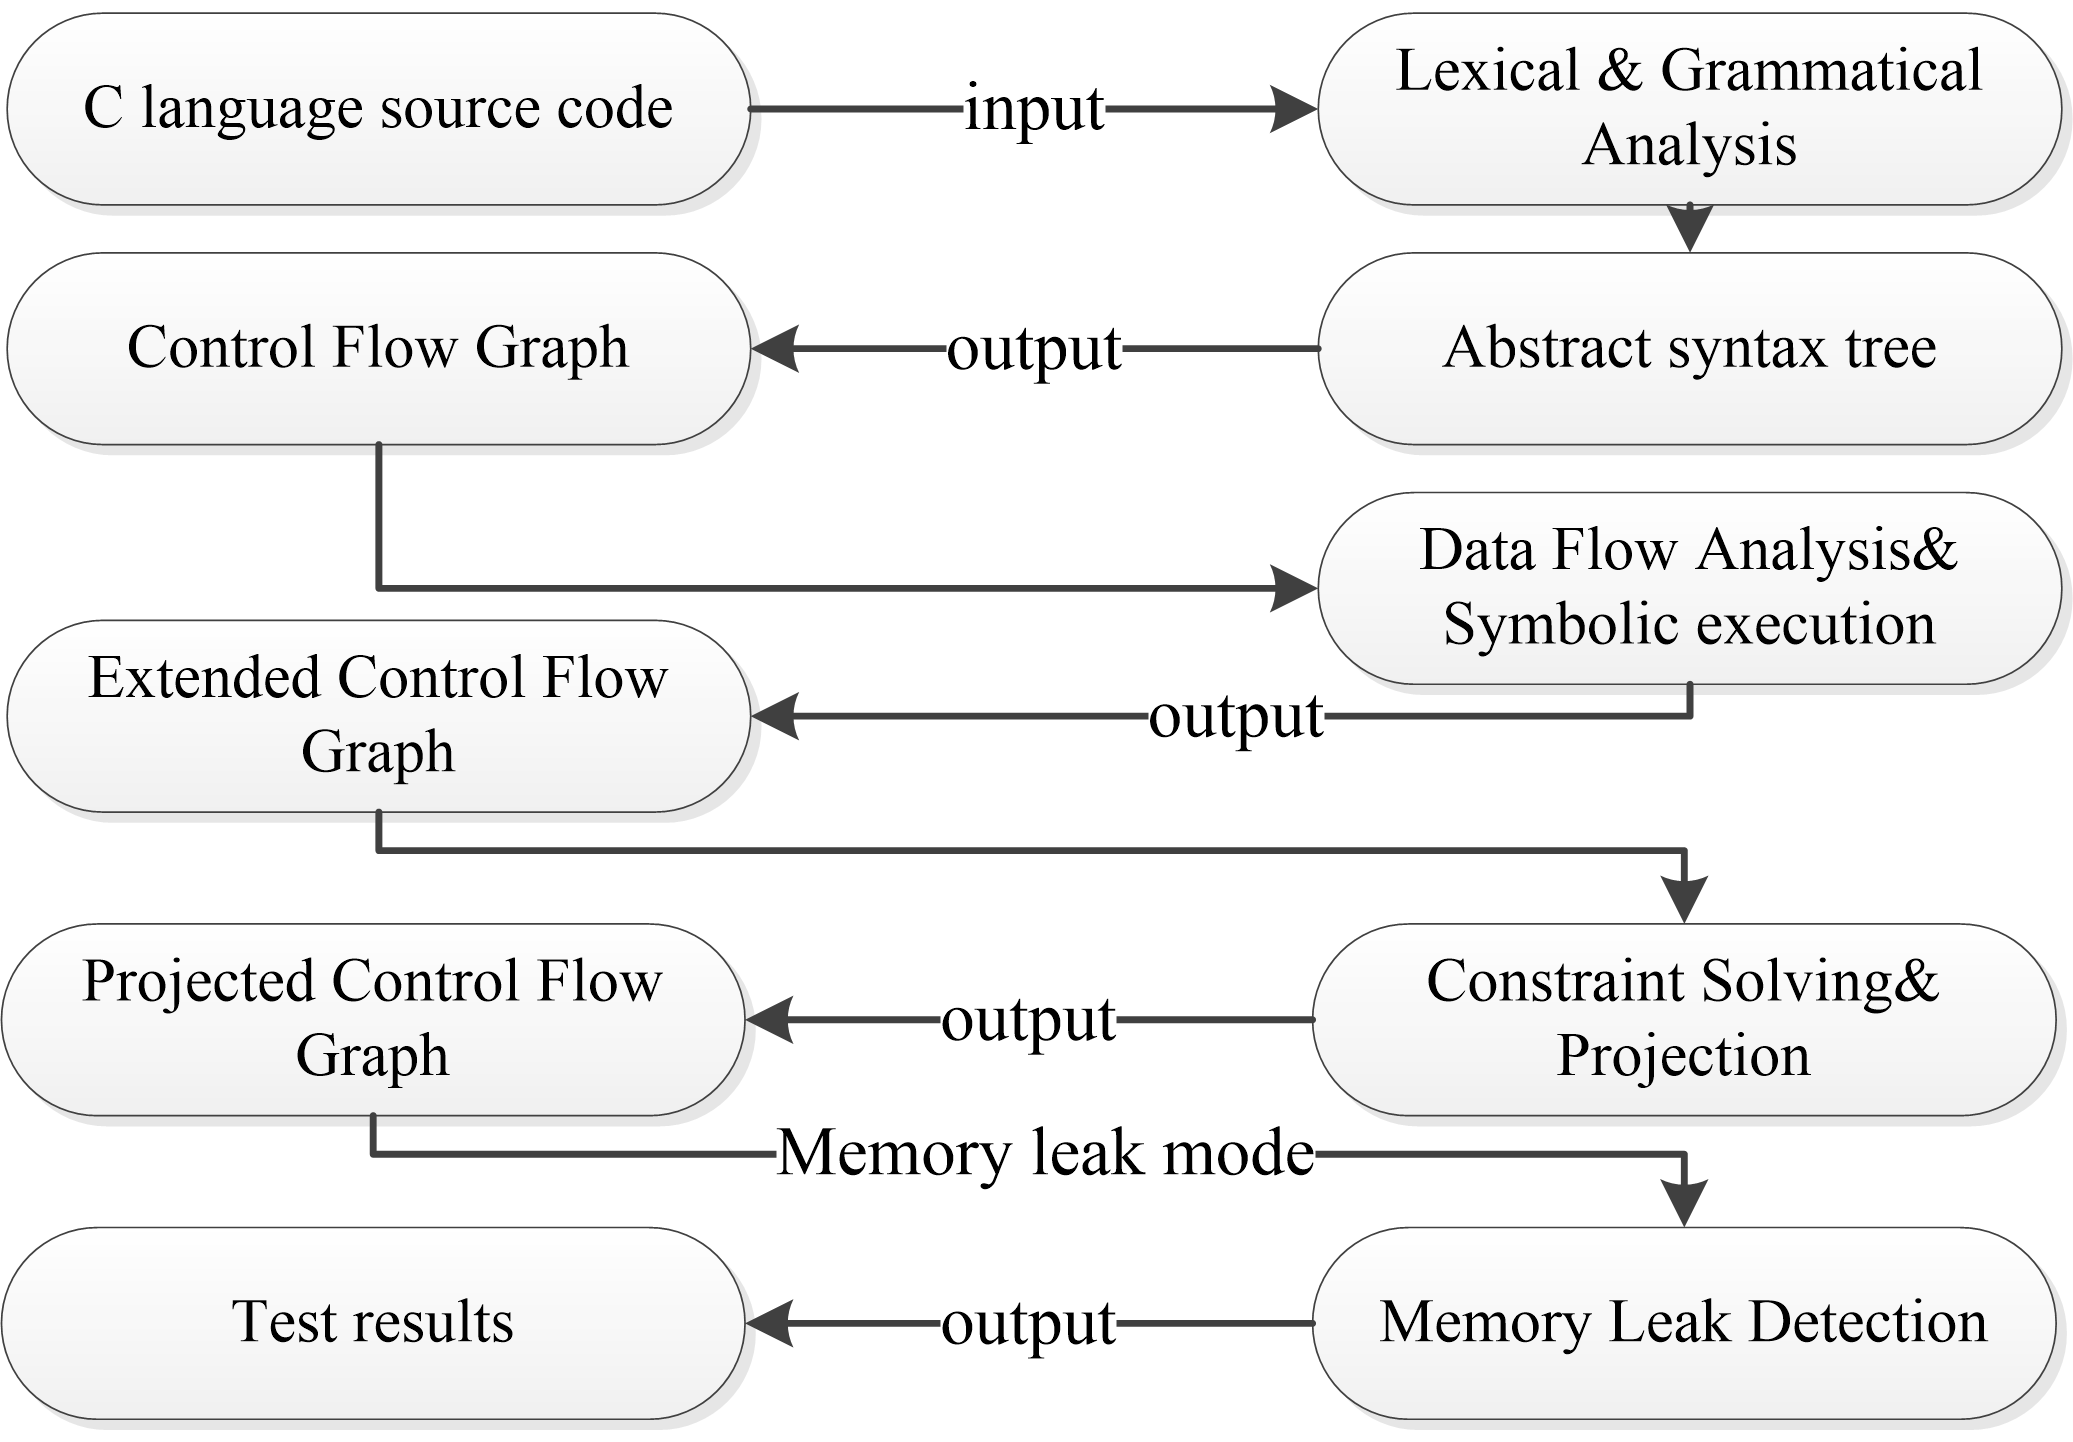 C language source code
input
Lexical & Grammatical
Analysis
Control Flow Graph
output
Abstract syntax tree
Data Flow Analysis&
Symbolic execution
Extended Control Flow
Graph
output
Projected Control Flow
Graph
output
Constraint Solving&
Projection
Memory leak mode
Test results
output
Memory Leak Detection